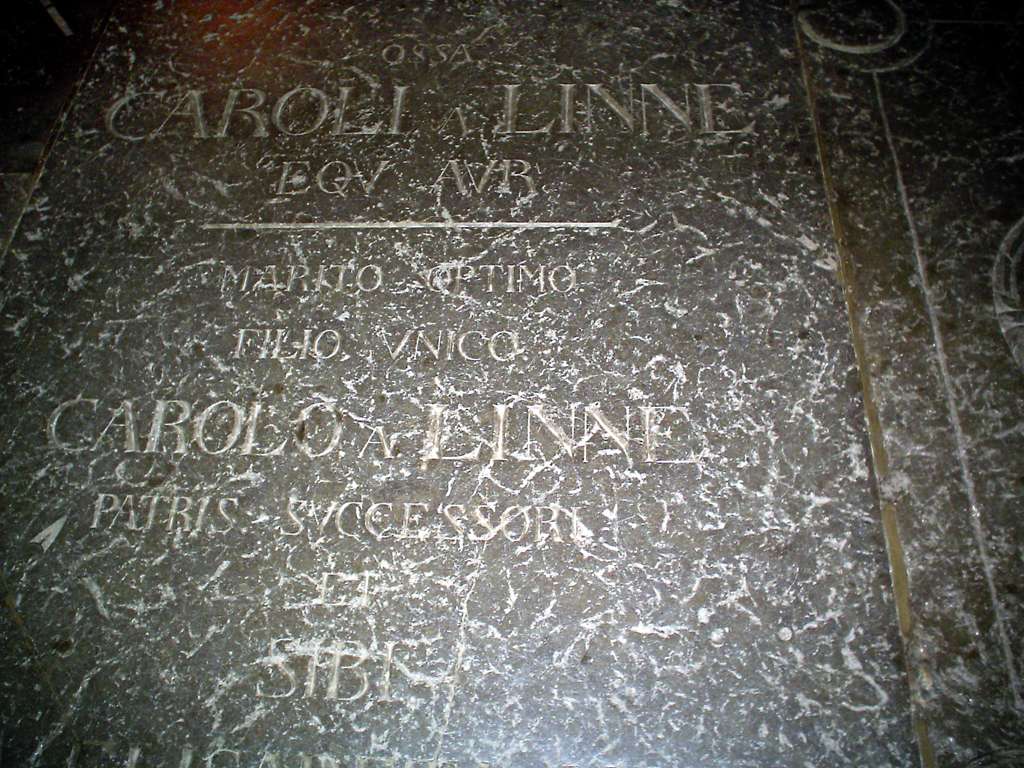 OSSA
CAROLI A LINNE
EQV AVR
MARITO OPTIMO
FILIO VNICO
CAROLO A LINNE
PATRIS SVCCESSORI
ET
SIBI